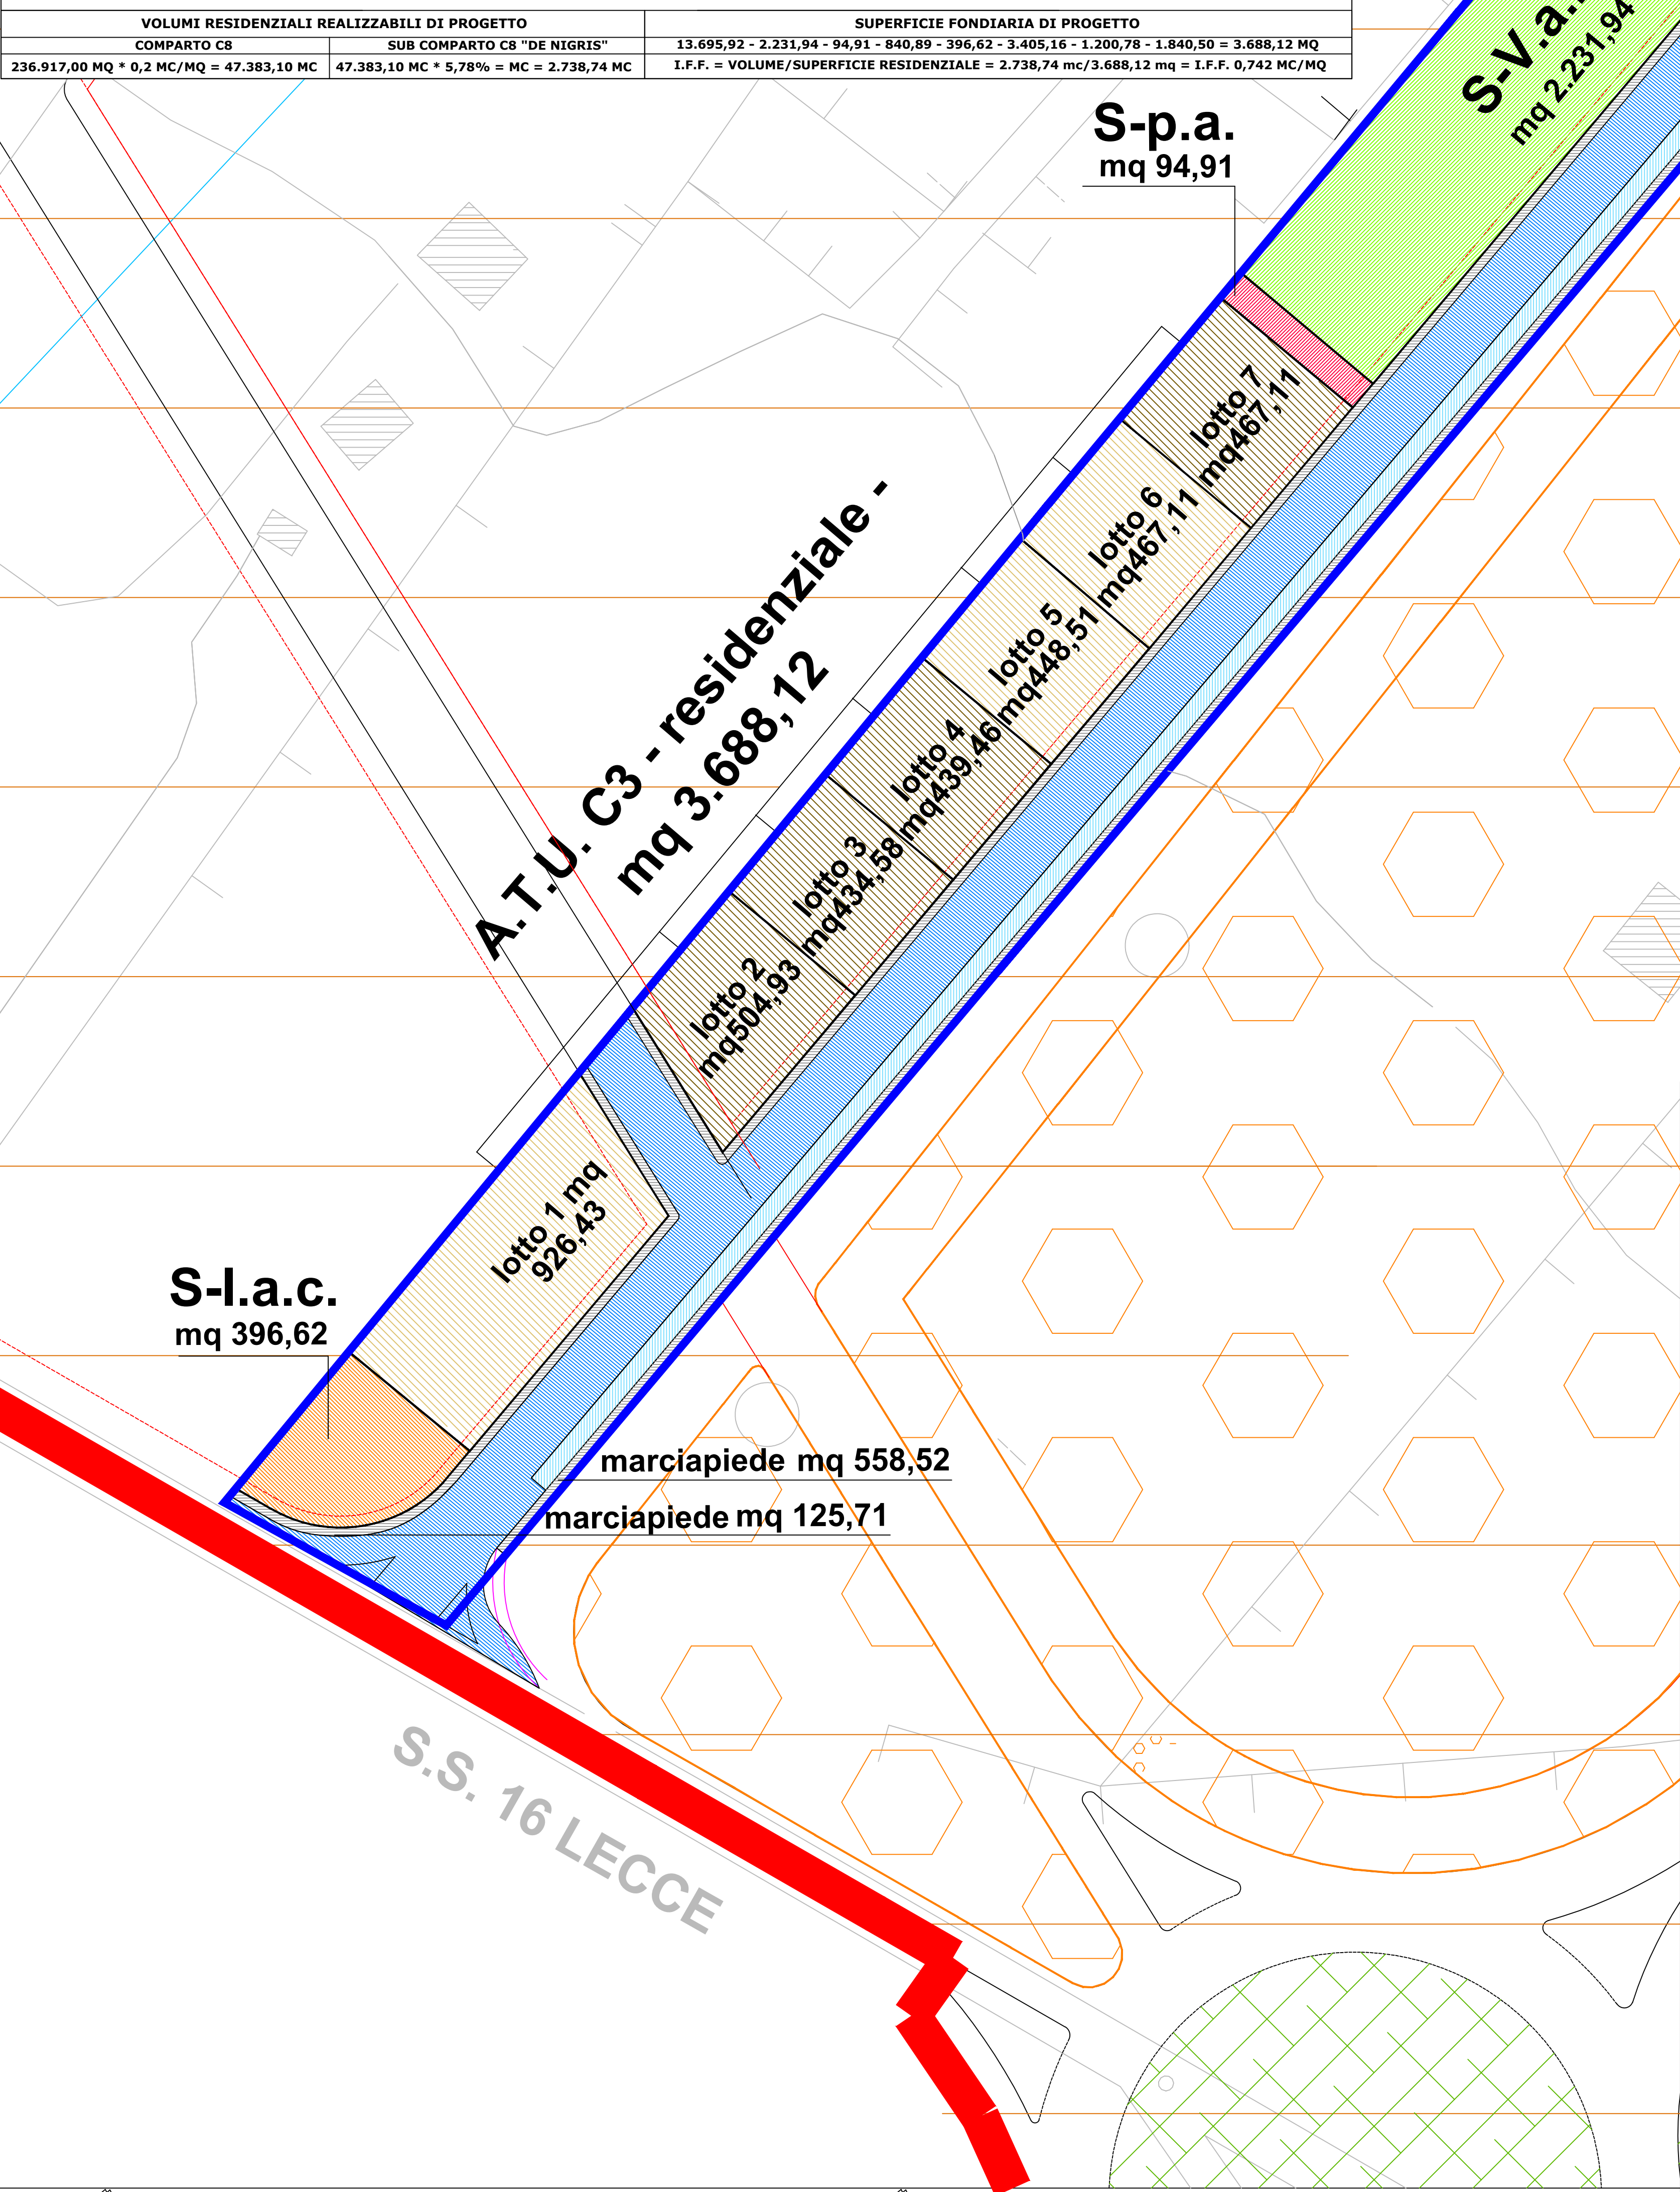 VOLUMI RESIDENZIALI REALIZZABILI DI PROGETTO
SUPERFICIE FONDIARIA DI PROGETTO
COMPARTO C8
SUB COMPARTO C8 "DE NIGRIS"
13.695,92 - 2.231,94 - 94,91 - 840,89 - 396,62 - 3.405,16 - 1.200,78 - 1.840,50 = 3.688,12 MQ
236.917,00 MQ * 0,2 MC/MQ = 47.383,10 MC
47.383,10 MC * 5,78% = MC = 2.738,74 MC
I.F.F. = VOLUME/SUPERFICIE RESIDENZIALE = 2.738,74 mc/3.688,12 mq = I.F.F. 0,742 MC/MQ
S-V.a.
mq 2.231,94
S-p.a.
mq 94,91
lotto 7
mq467,11
lotto 6
mq467,11
lotto 5
mq448,51
lotto 4
mq439,46
lotto 3
mq434,58
lotto 2
mq504,93
A.T.U. C3 - residenziale -
mq 3.688,12
lotto 1 mq
926,43
S-I.a.c.
mq 396,62
marciapiede mq 558,52
marciapiede mq 125,71
S.S. 16 LECCE